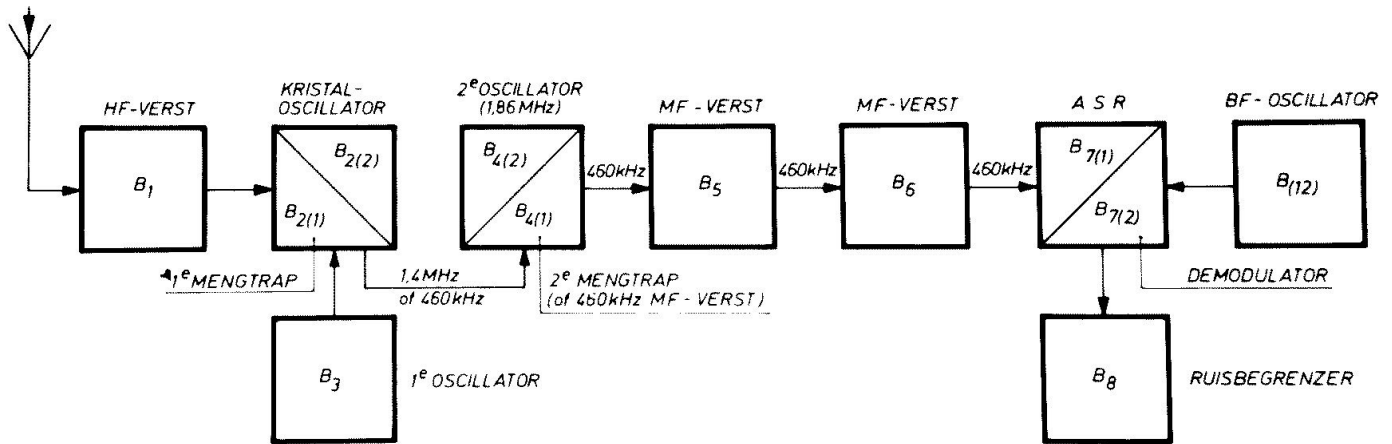 HF-VERST
B1
KRISTAL-
OSCILLATOR
B2(2)
B2(1)
1e MENGTRAP
B3
1e OSCILLATOR
1,4MHz
of 460kHz
2e OSCILLATOR
(1,86MHz)
B4(2)
B4(1)
2e MENGTRAP
(of 460kHz MF-VERST)
460kHz
MF-VERST
B5
460kHz
MF-VERST
B6
460kHz
ASR
B7(1)
B7(2)
DEMODULATOR
BF-OSCILLATOR
B(12)
B8
RUISBEGRENZER